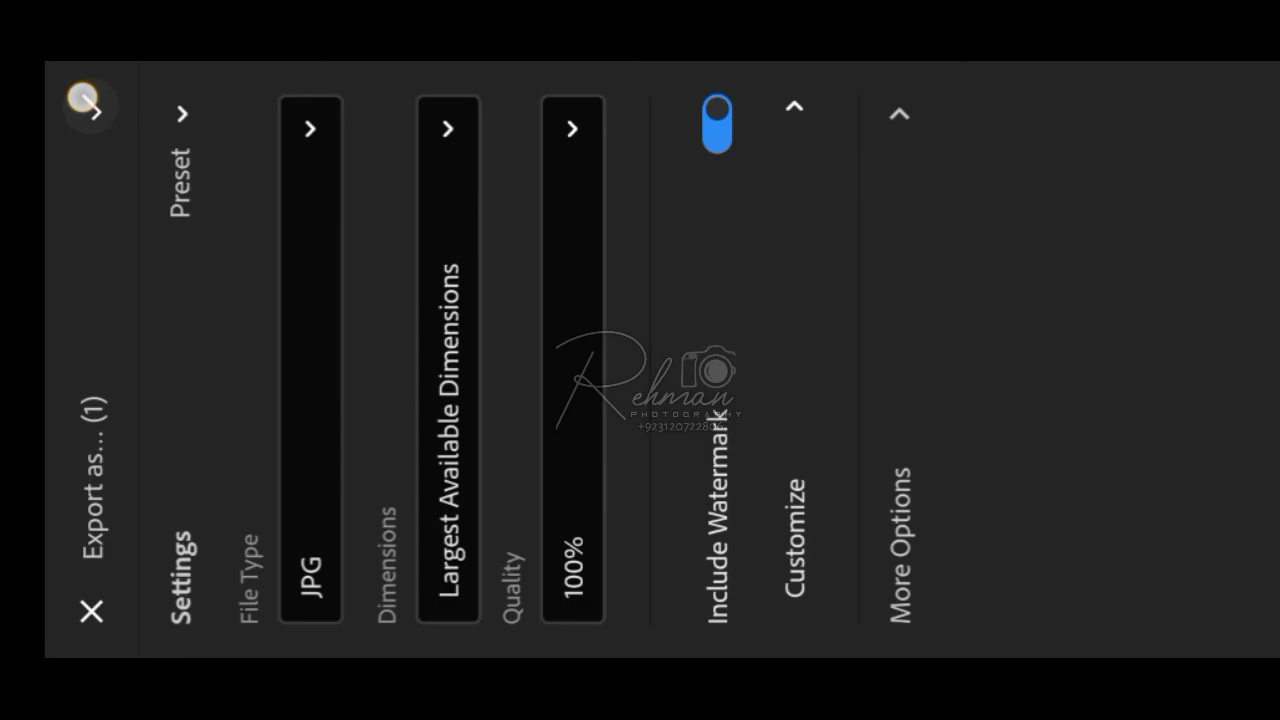 Export as... (1)
Settings
Preset
File Type
JPG
Dimensions
Largest Available Dimensions
Quality
100%
Include Watermark
Customize
More Options
Rehman
PHOTOGRAPHY